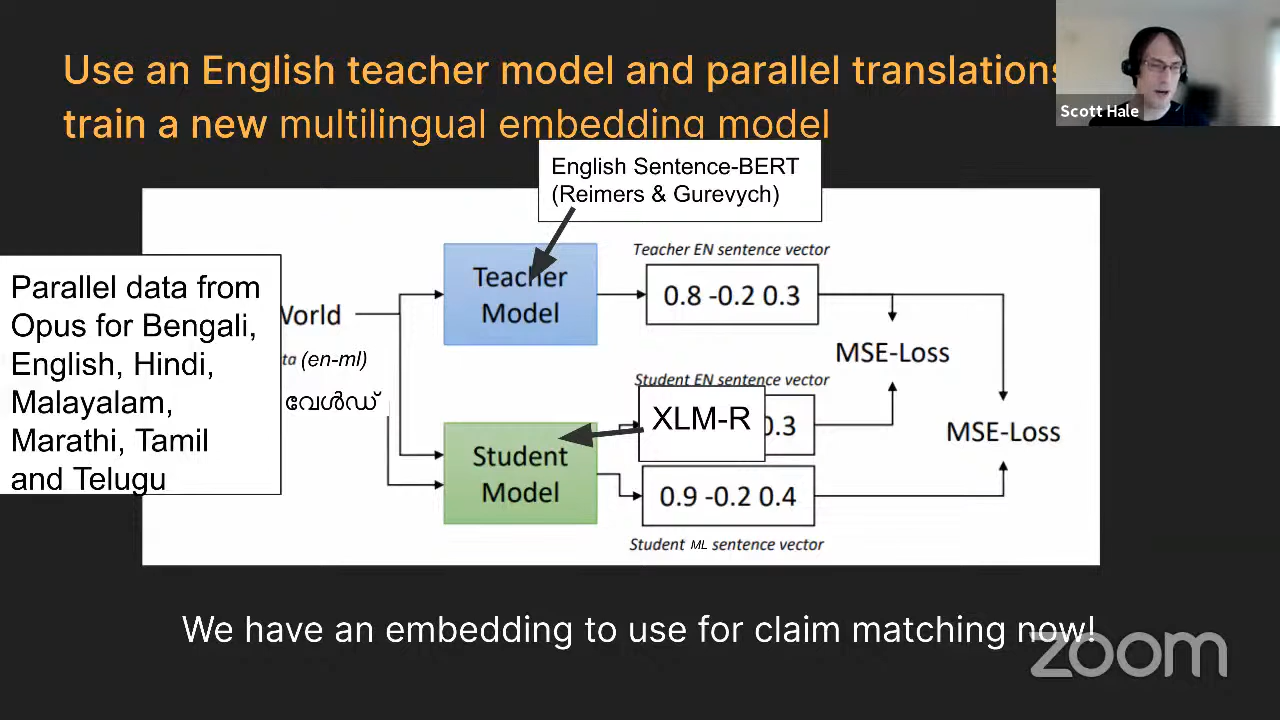 Use an English teacher model and parallel translations
train a new multilingual embedding model
Scott Hale
English Sentence-BERT
(Reimers & Gurevych)
Parallel data from
Opus for Bengali,
English, Hindi,
Malayalam,
Marathi, Tamil
and Telugu
World
(en-ml)
വേൾഡ്
Teacher
Model
Teacher EN sentence vector
0.8 -0.2 0.3
MSE-Loss
Student EN sentence vector
XLM-R
0.3
MSE-Loss
Student
Model
0.9 -0.2 0.4
Student ML sentence vector
We have an embedding to use for claim matching now!
zoom